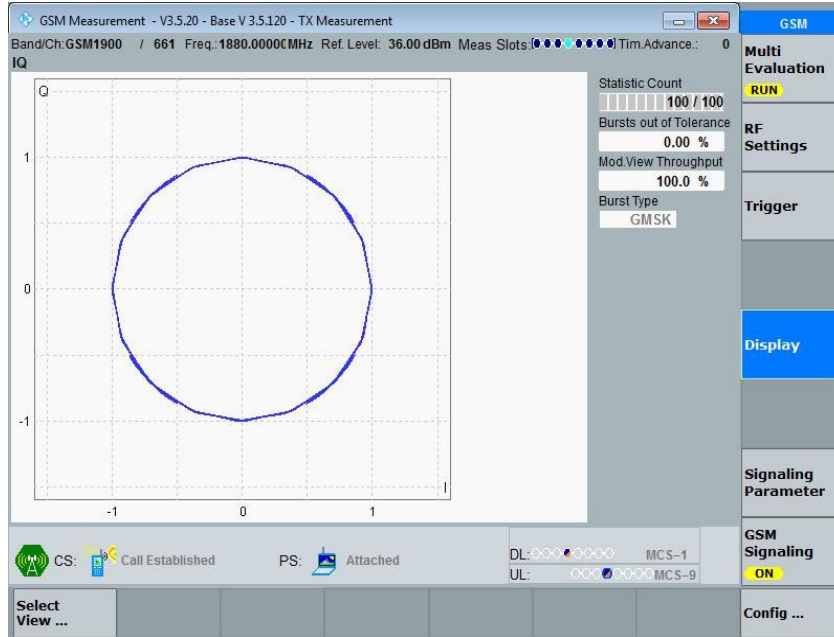 GSM Measurement - V3.5.20 - Base V 3.5.120 - TX Measurement
GSM
Band/Ch:GSM1900 / 661 Freq.:1880.0000 MHz Ref. Level: 36.00 dBm Meas Slots: Tim.Advance.: 0
IQ
Multi
Evaluation
RUN
Q
Statistic Count
100 / 100
Bursts out of Tolerance
0.00 %
Mod.View Throughput
100.0 %
Burst Type
GMSK
RF
Settings
Trigger
Display
1
0
-1
I
-1 0 1
Signaling
Parameter
GSM
Signaling
ON
CS: Call Established PS: Attached
DL: MCS-1
UL: MCS-9
Select
View ...
Config ...